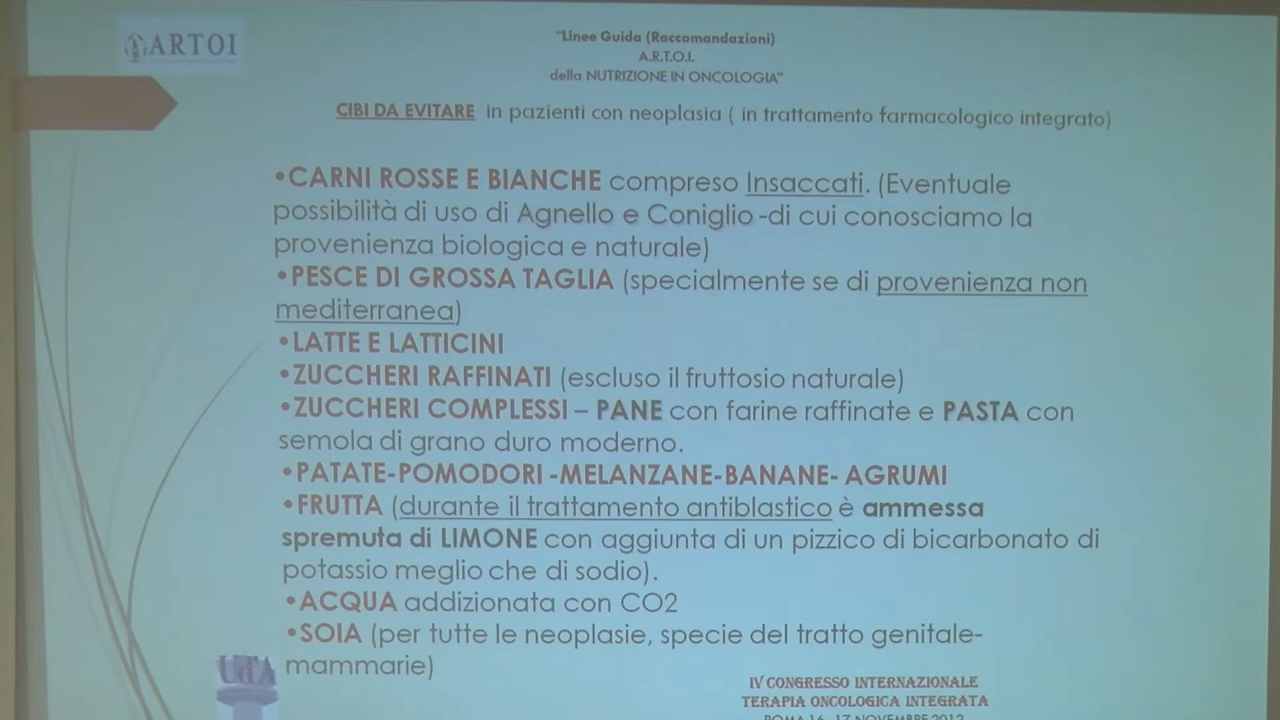 ARTOI
"Linee Guida (Raccomandazioni)
A.R.T.O.I.
della NUTRIZIONE IN ONCOLOGIA"
CIBI DA EVITARE in pazienti con neoplasia ( in trattamento farmacologico integrato)
•CARNI ROSSE E BIANCHE compreso Insaccati. (Eventuale
possibilità di uso di Agnello e Coniglio -di cui conosciamo la
provenienza biologica e naturale)
•PESCE DI GROSSA TAGLIA (specialmente se di provenienza non
mediterranea)
•LATTE E LATTICINI
•ZUCCHERI RAFFINATI (escluso il fruttosio naturale)
•ZUCCHERI COMPLESSI – PANE con farine raffinate e PASTA con
semola di grano duro moderno.
•PATATE-POMODORI -MELANZANE-BANANE- AGRUMI
•FRUTTA (durante il trattamento antiblastico è ammessa
spremuta di LIMONE con aggiunta di un pizzico di bicarbonato di
potassio meglio che di sodio).
•ACQUA addizionata con CO2
•SOIA (per tutte le neoplasie, specie del tratto genitale-
mammarie)
Ud'A
IV CONGRESSO INTERNAZIONALE
TERAPIA ONCOLOGICA INTEGRATA
ROMA 16- 17 NOVEMBRE 2012